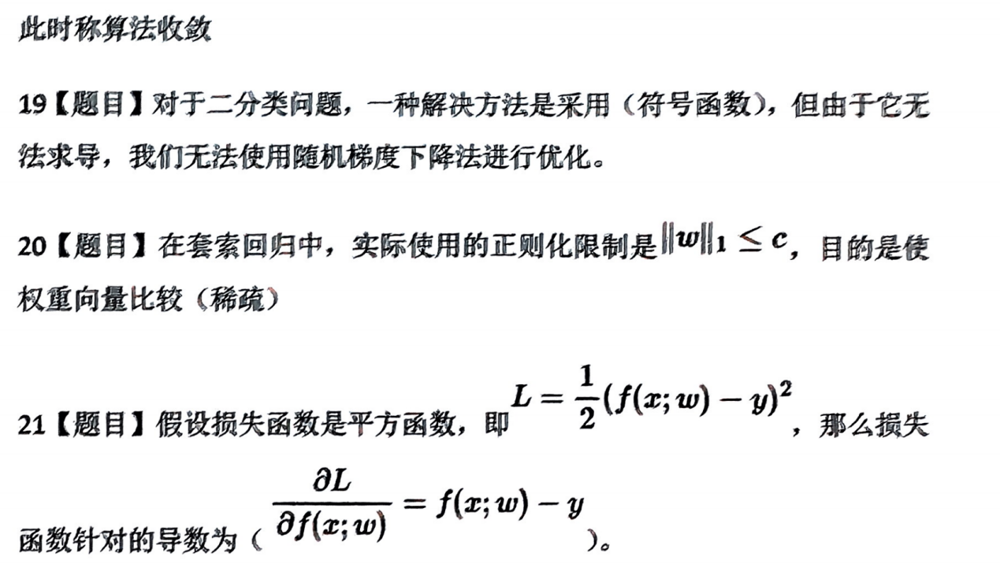 此时称算法收敛
19【题目】对于二分类问题，一种解决方法是采用（符号函数），但由于它无
法求导，我们无法使用随机梯度下降法进行优化。
20【题目】在套索回归中，实际使用的正则化限制是‖w‖₁ ≤ c，目的是使
权重向量比较（稀疏）
21【题目】假设损失函数是平方函数，即 L = \frac{1}{2}(f(x; w) − y)²，那么损失
函数针对的导数为（\frac{∂L}{∂f(x; w)} = f(x; w) − y）。